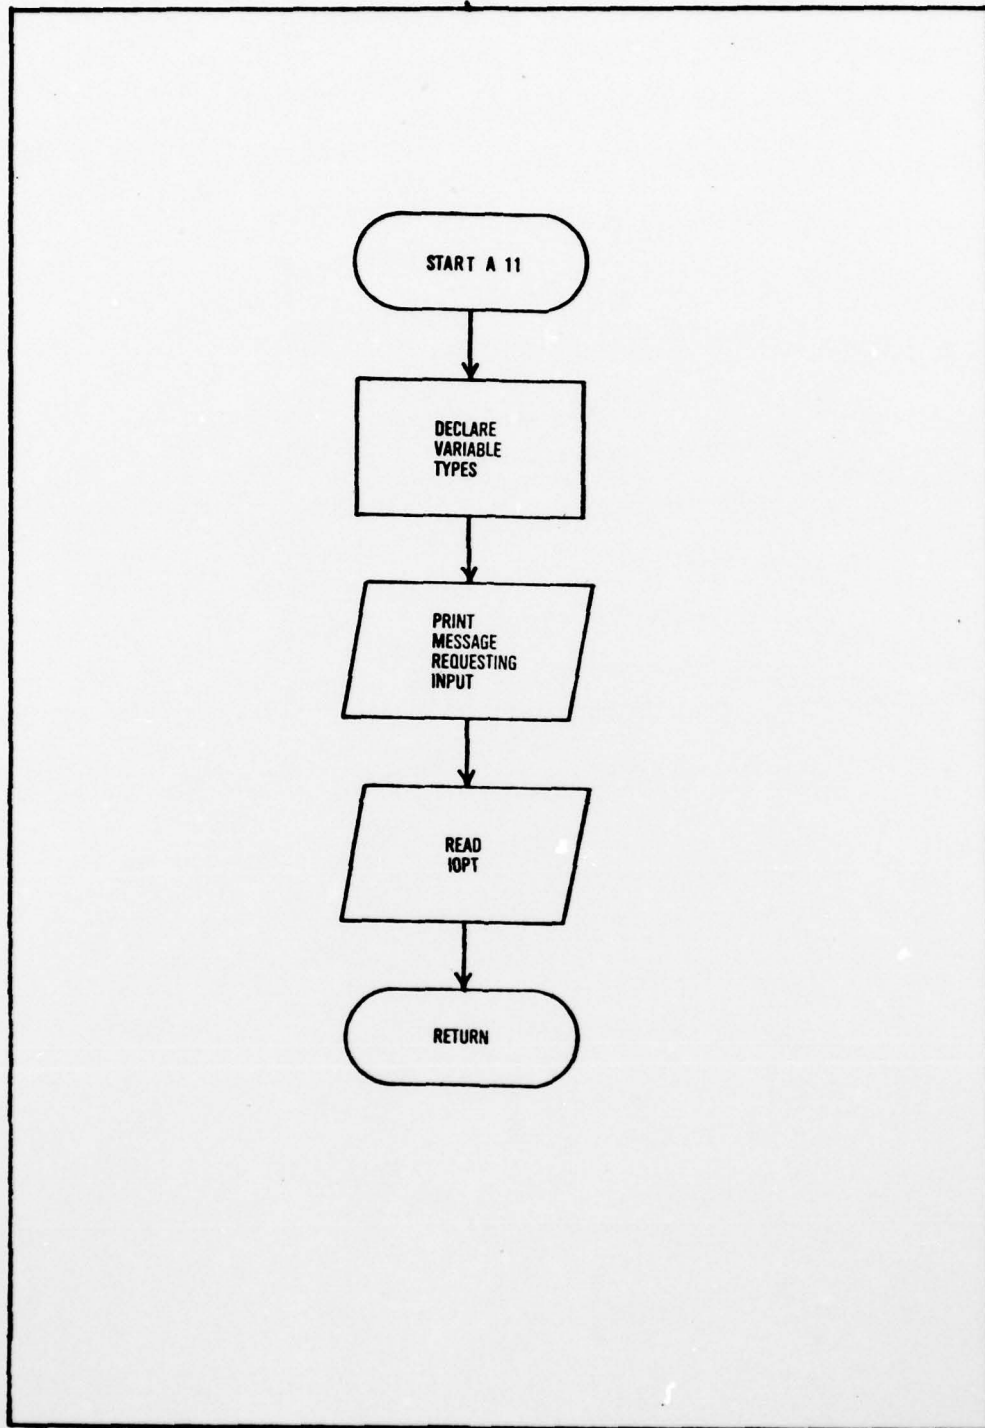 START A 11
DECLARE
VARIABLE
TYPES
PRINT
MESSAGE
REQUESTING
INPUT
READ
IOPT
RETURN